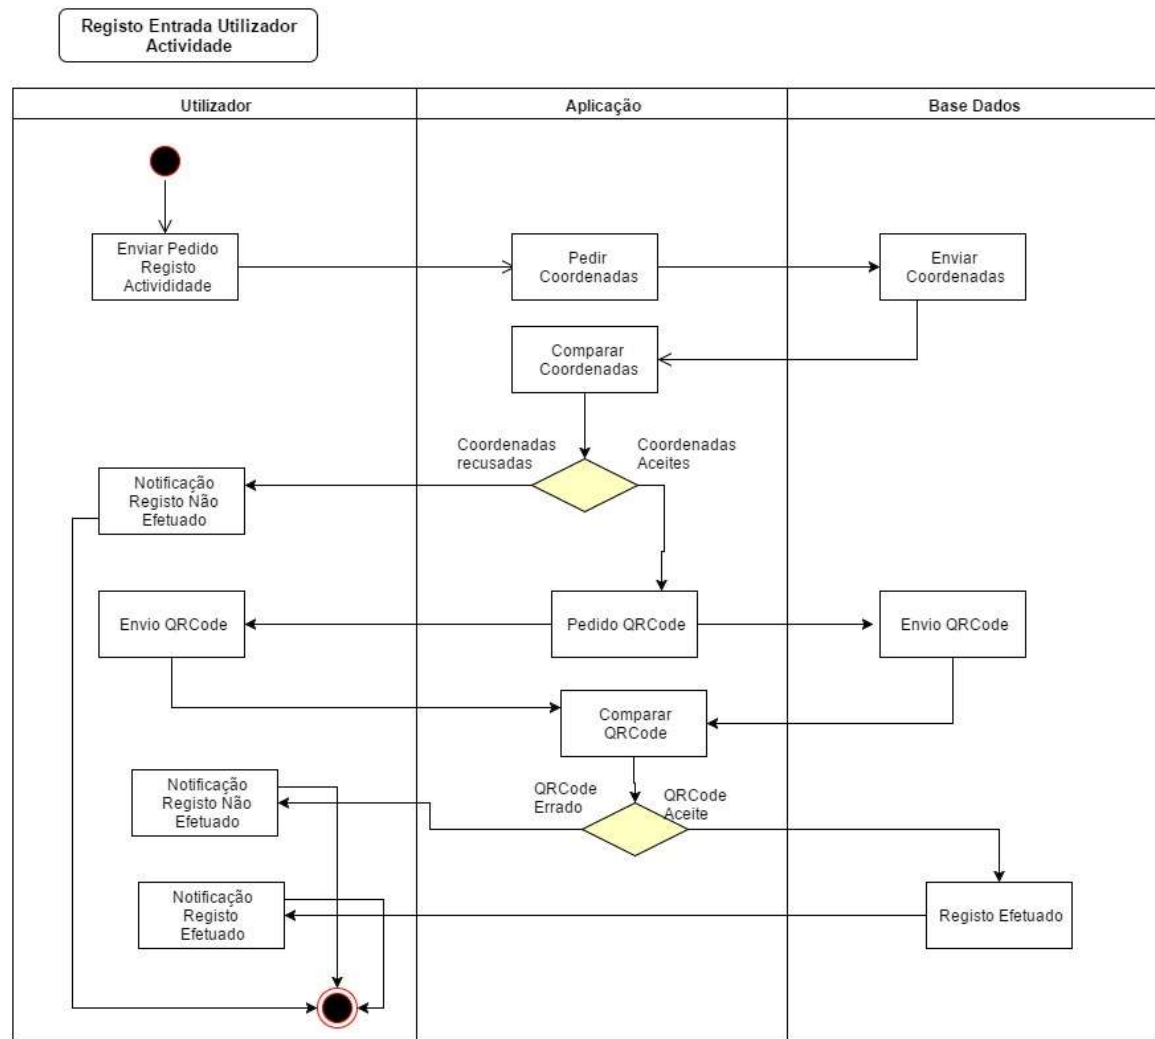 Registo Entrada Utilizador
Actividade
Utilizador
Aplicação
Base Dados
Enviar Pedido
Registo
Activididade
Pedir
Coordenadas
Enviar
Coordenadas
Comparar
Coordenadas
Coordenadas
recusadas
Coordenadas
Aceites
Notificação
Registo Não
Efetuado
Envio QRCode
Pedido QRCode
Envio QRCode
Comparar
QRCode
Notificação
Registo Não
Efetuado
QRCode
Errado
QRCode
Aceite
Notificação
Registo
Efetuado
Registo Efetuado